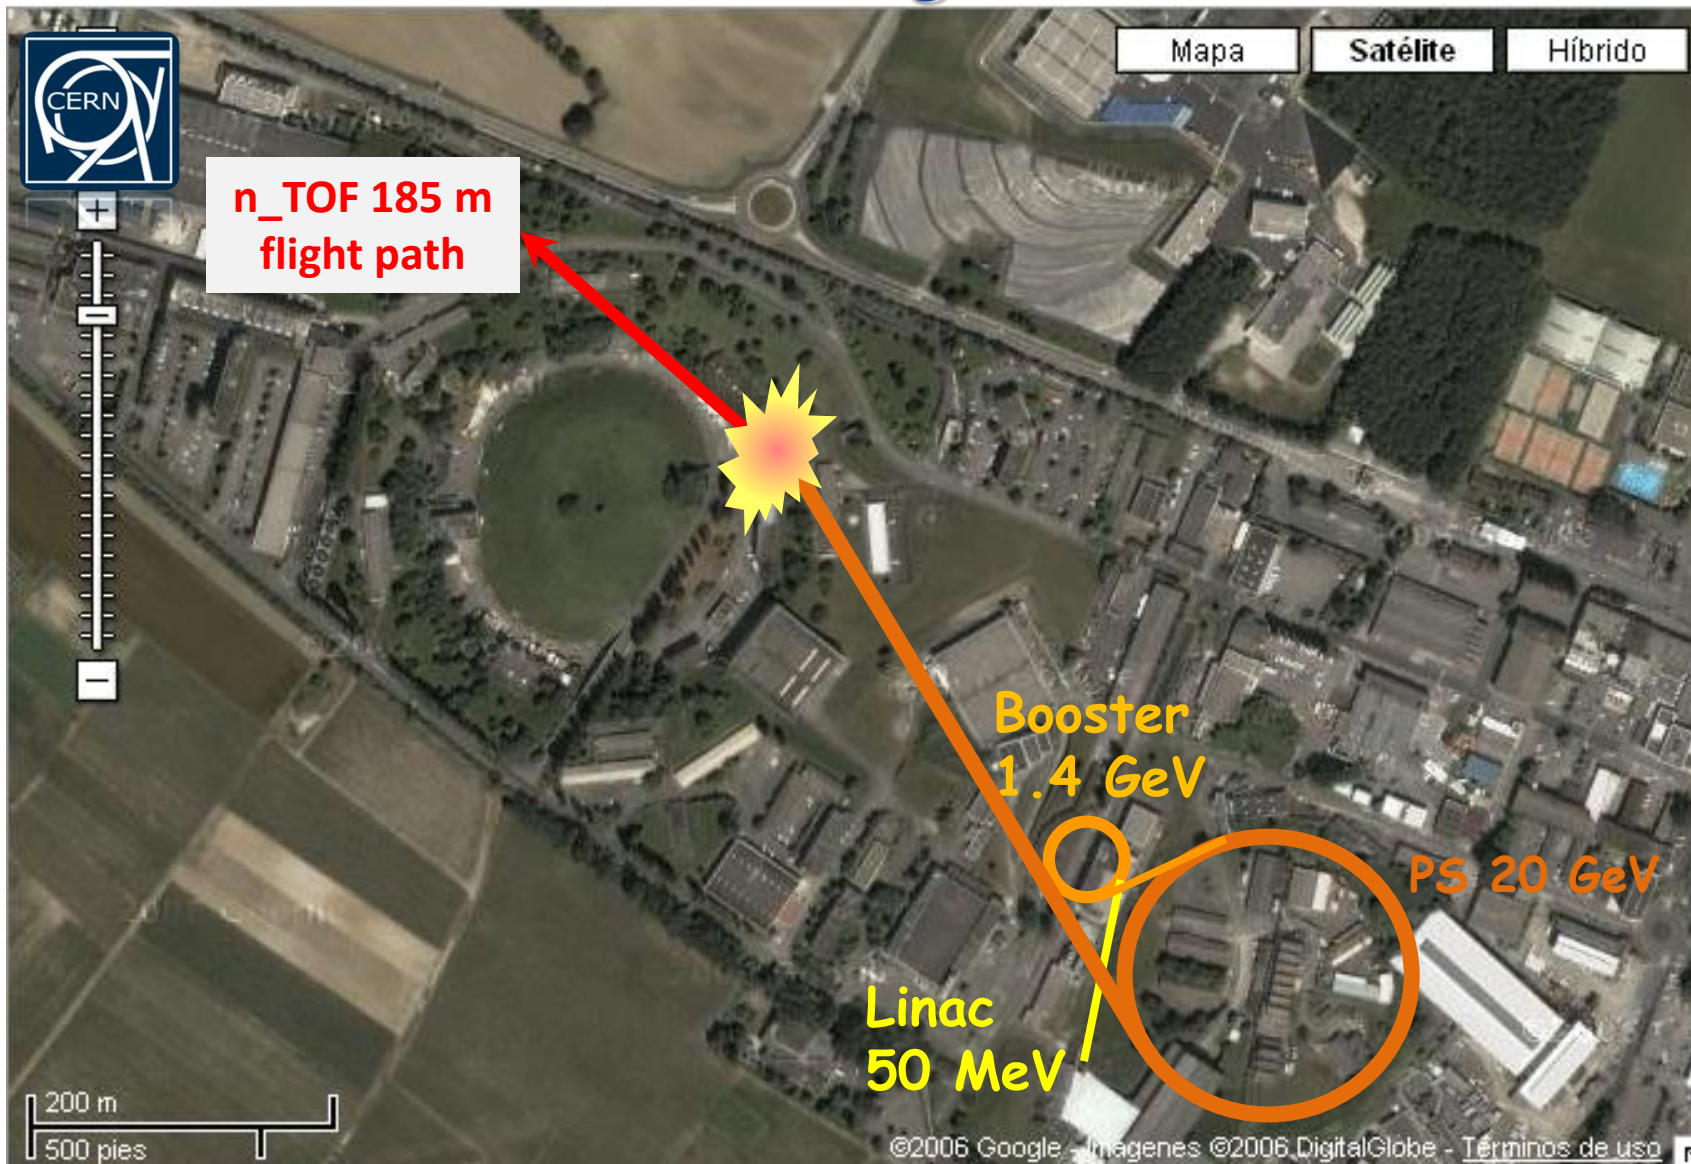 Mapa
Satélite
Híbrido
CERN
n_TOF 185 m
flight path
+
Booster
1.4 GeV
PS 20 GeV
Linac
50 MeV
−
200 m
500 pies
©2006 Google - Imágenes ©2006 DigitalGlobe - Términos de uso